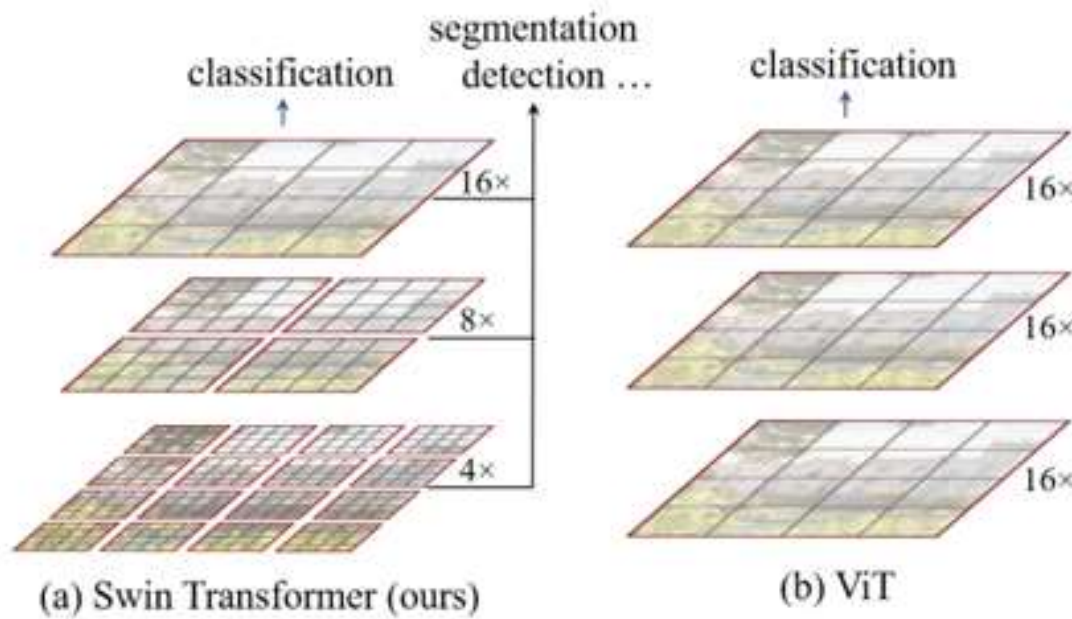 segmentation
detection ...
classification
16×
8×
4×
(a) Swin Transformer (ours)
classification
16×
16×
16×
(b) ViT